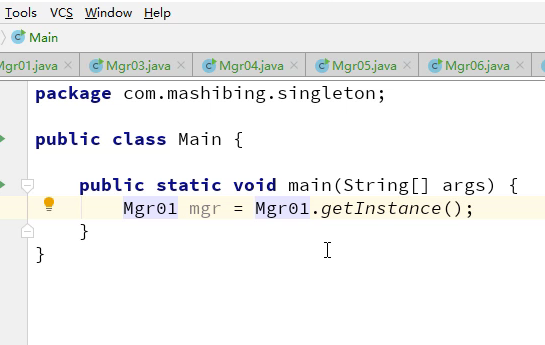 Tools VCS Window Help
Main
Mgr01.java Mgr03.java Mgr04.java Mgr05.java Mgr06.java
package com.mashibing.singleton;
public class Main {
public static void main(String[] args) {
Mgr01 mgr = Mgr01.getInstance();
}
}